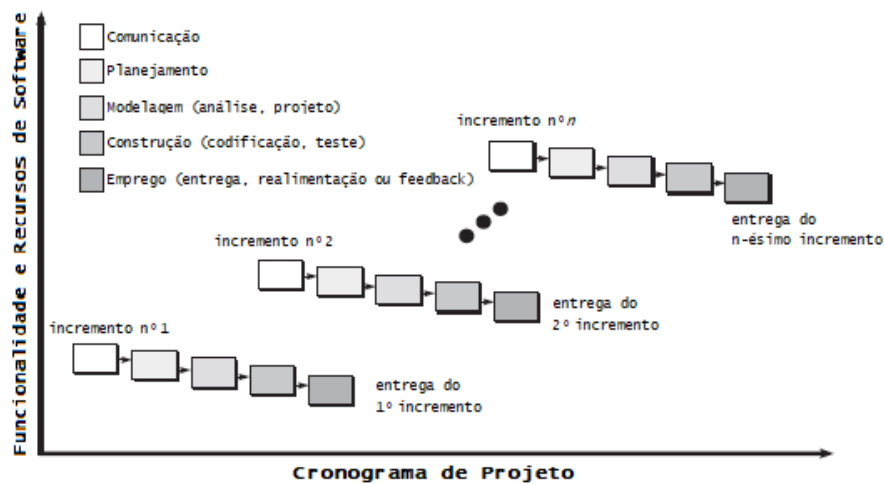 Funcionalidade e Recursos de Software
Comunicação
Planejamento
Modelagem (análise, projeto)
Construção (codificação, teste)
Emprego (entrega, realimentação ou feedback)
incremento nº n
entrega do
n-ésimo incremento
incremento nº 2
entrega do
2º incremento
incremento nº 1
entrega do
1º incremento
Cronograma de Projeto